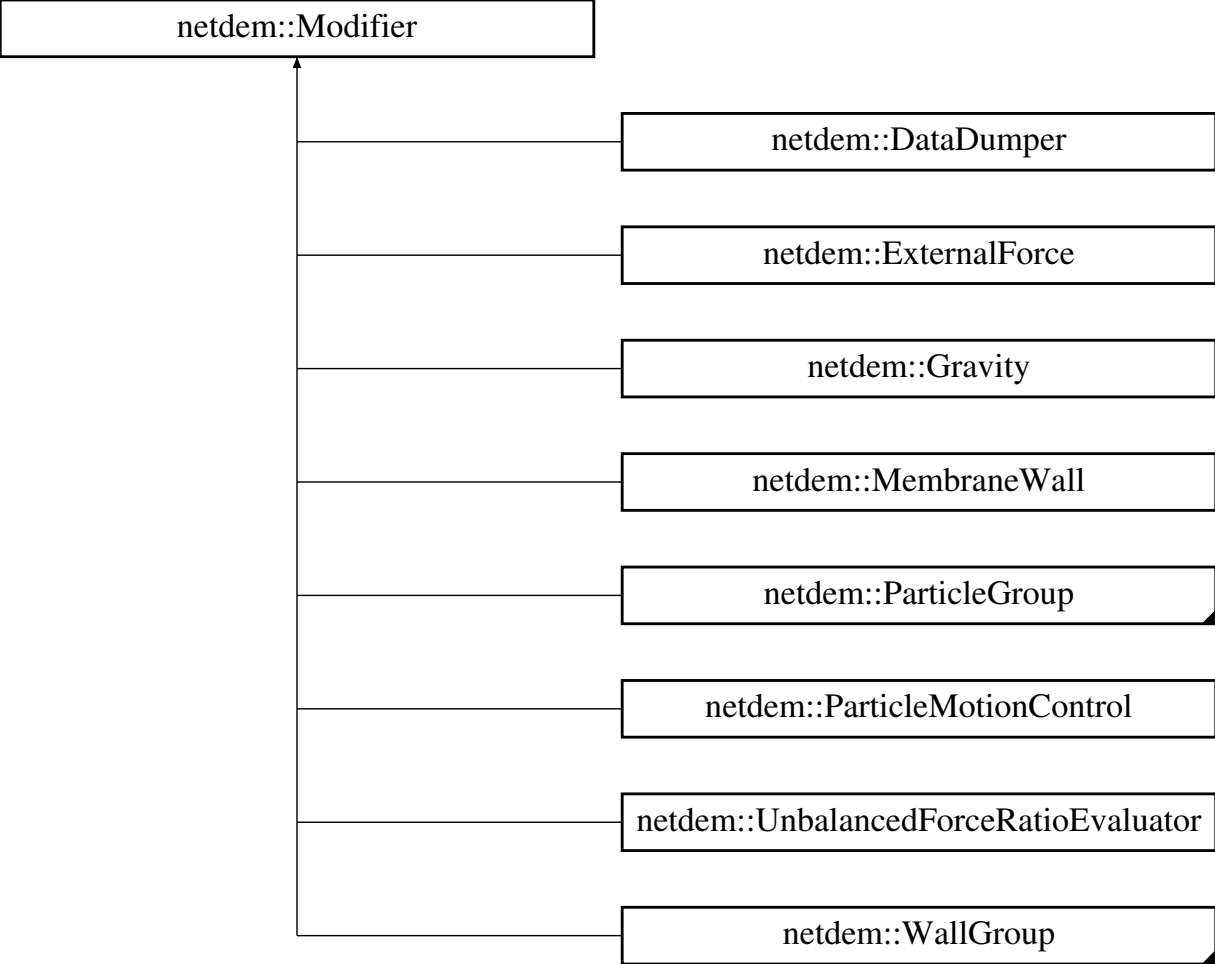 netdem::Modifier
netdem::DataDumper
netdem::ExternalForce
netdem::Gravity
netdem::MembraneWall
netdem::ParticleGroup
netdem::ParticleMotionControl
netdem::UnbalancedForceRatioEvaluator
netdem::WallGroup